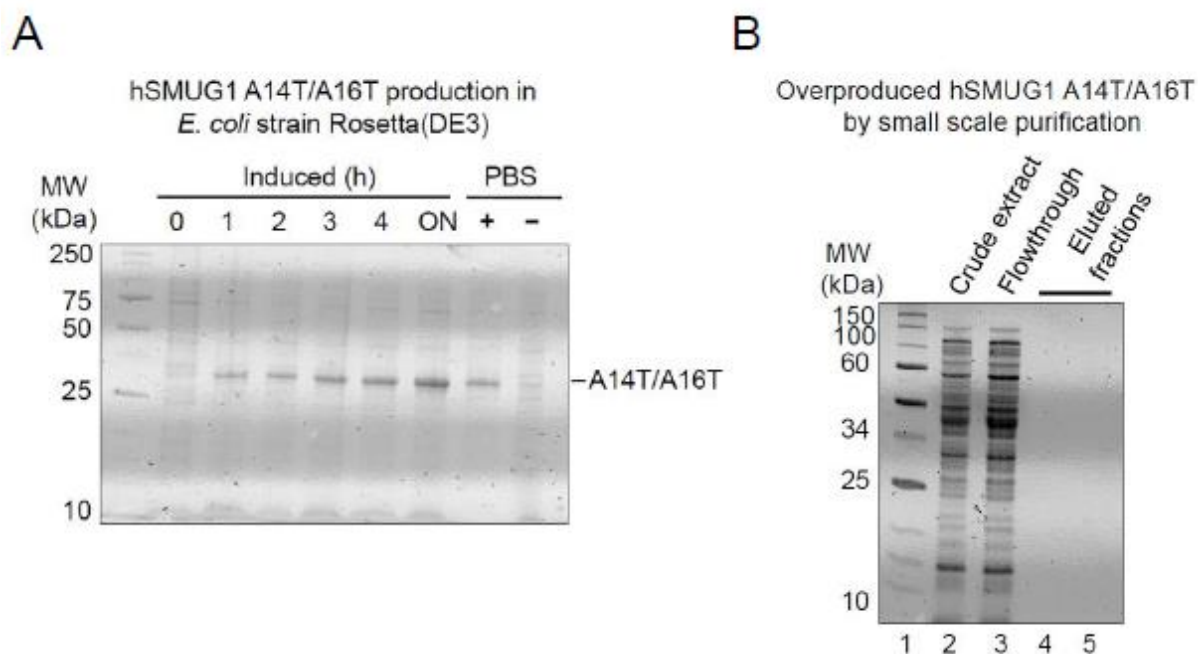 A
hSMUG1 A14T/A16T production in
E. coli strain Rosetta(DE3)
MW
(kDa)
Induced (h)
PBS
0 1 2 3 4 ON + −
250
75
50
25
10
–A14T/A16T
B
Overproduced hSMUG1 A14T/A16T
by small scale purification
MW
(kDa)
Crude extract
Flowthrough
Eluted
fractions
150
100
60
34
25
10
1 2 3 4 5